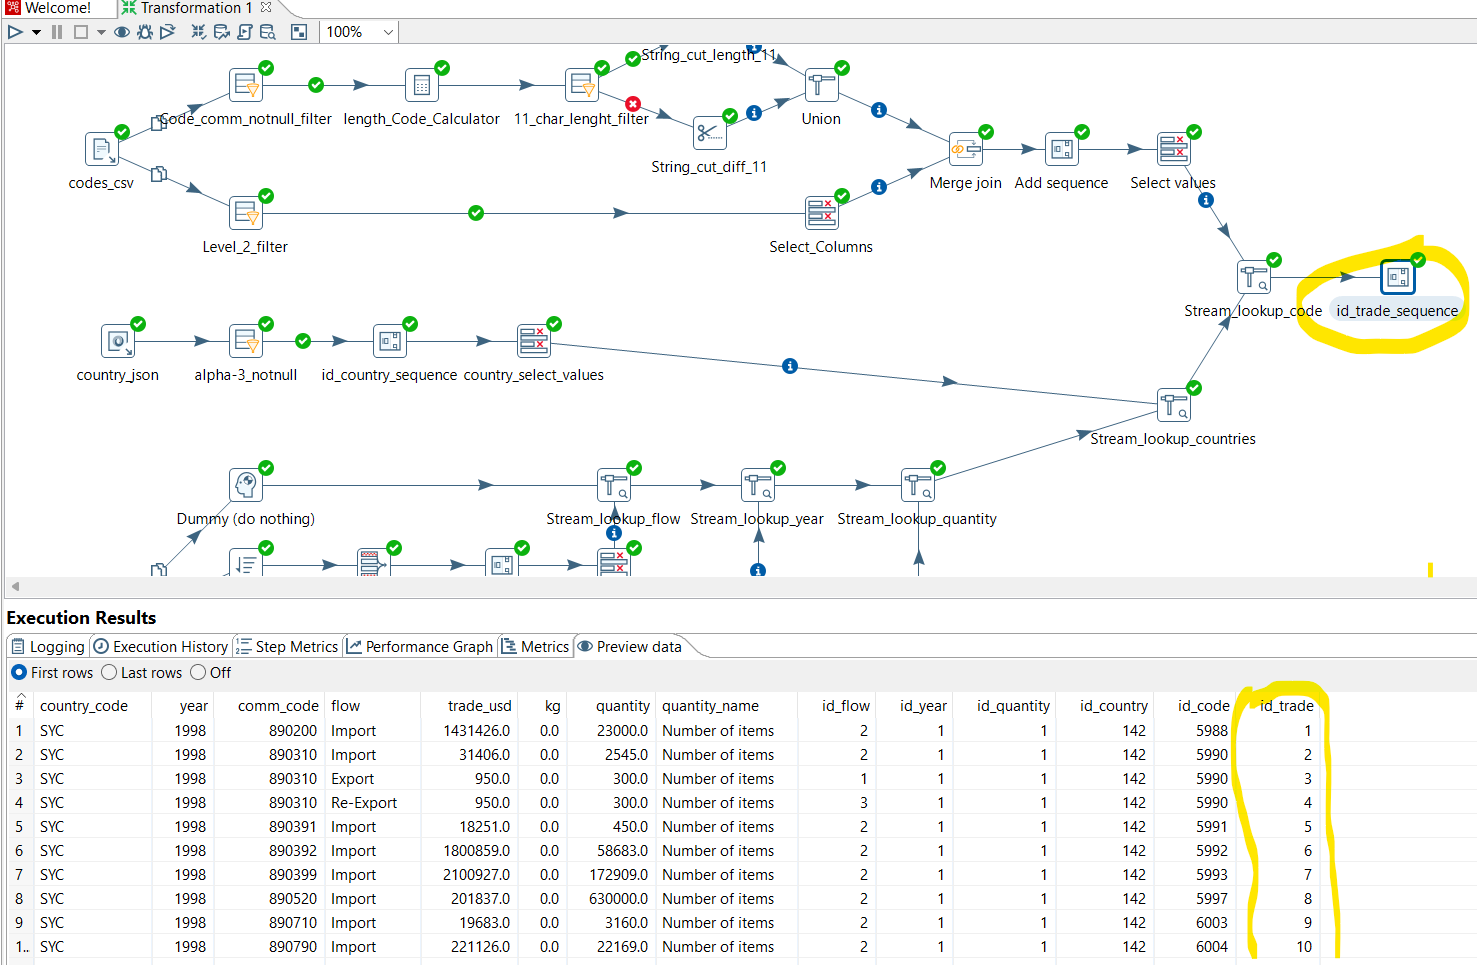 Welcome! Transformation 1
100%
String_cut_length_11
Code_comm_notnull_filter length_Code_Calculator 11_char_lenght_filter Union
String_cut_diff_11
codes_csv Merge join Add sequence Select values
Level_2_filter Select_Columns
Stream_lookup_code id_trade_sequence
country_json alpha-3_notnull id_country_sequence country_select_values
Stream_lookup_countries
Dummy (do nothing) Stream_lookup_flow Stream_lookup_year Stream_lookup_quantity
Execution Results
Logging Execution History Step Metrics Performance Graph Metrics Preview data
First rows Last rows Off
# country_code year comm_code flow trade_usd kg quantity quantity_name id_flow id_year id_quantity id_country id_code id_trade
1 SYC 1998 890200 Import 1431426.0 0.0 23000.0 Number of items 2 1 1 142 5988 1
2 SYC 1998 890310 Import 31406.0 0.0 2545.0 Number of items 2 1 1 142 5990 2
3 SYC 1998 890310 Export 950.0 0.0 300.0 Number of items 1 1 1 142 5990 3
4 SYC 1998 890310 Re-Export 950.0 0.0 300.0 Number of items 3 1 1 142 5990 4
5 SYC 1998 890391 Import 18251.0 0.0 450.0 Number of items 2 1 1 142 5991 5
6 SYC 1998 890392 Import 1800859.0 0.0 58683.0 Number of items 2 1 1 142 5992 6
7 SYC 1998 890399 Import 2100927.0 0.0 172909.0 Number of items 2 1 1 142 5993 7
8 SYC 1998 890520 Import 201837.0 0.0 630000.0 Number of items 2 1 1 142 5997 8
9 SYC 1998 890710 Import 19683.0 0.0 3160.0 Number of items 2 1 1 142 6003 9
1.. SYC 1998 890790 Import 221126.0 0.0 22169.0 Number of items 2 1 1 142 6004 10